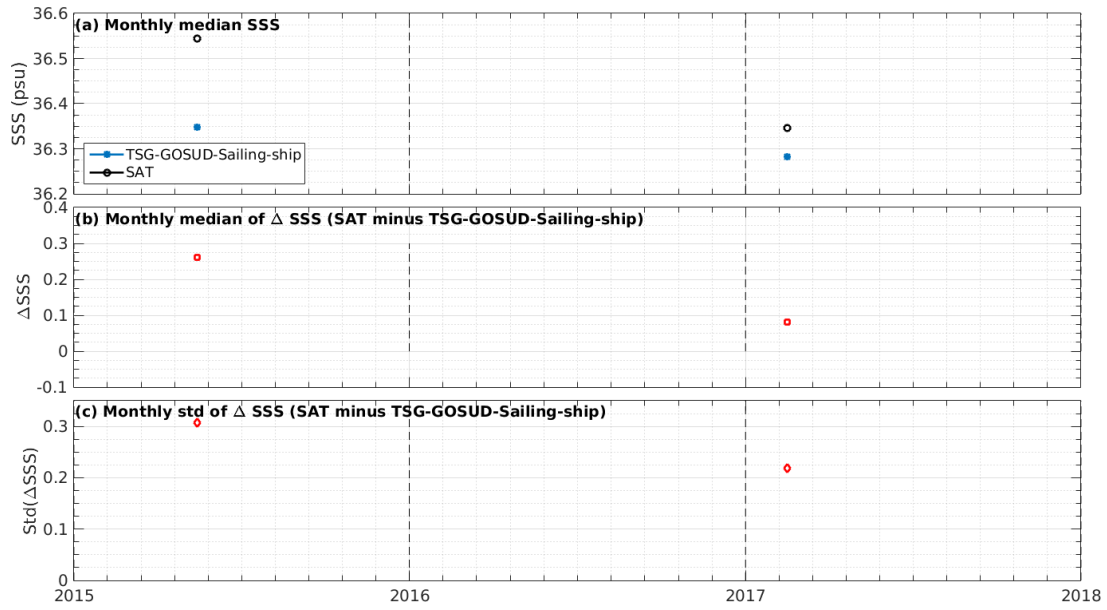 (a) Monthly median SSS
SSS (psu)
36.6
36.5
36.4
36.3
36.2
TSG-GOSUD-Sailing-ship
SAT
(b) Monthly median of Δ SSS (SAT minus TSG-GOSUD-Sailing-ship)
ΔSSS
0.4
0.3
0.2
0.1
0
-0.1
(c) Monthly std of Δ SSS (SAT minus TSG-GOSUD-Sailing-ship)
Std(ΔSSS)
0.3
0.2
0.1
0
2015 2016 2017 2018